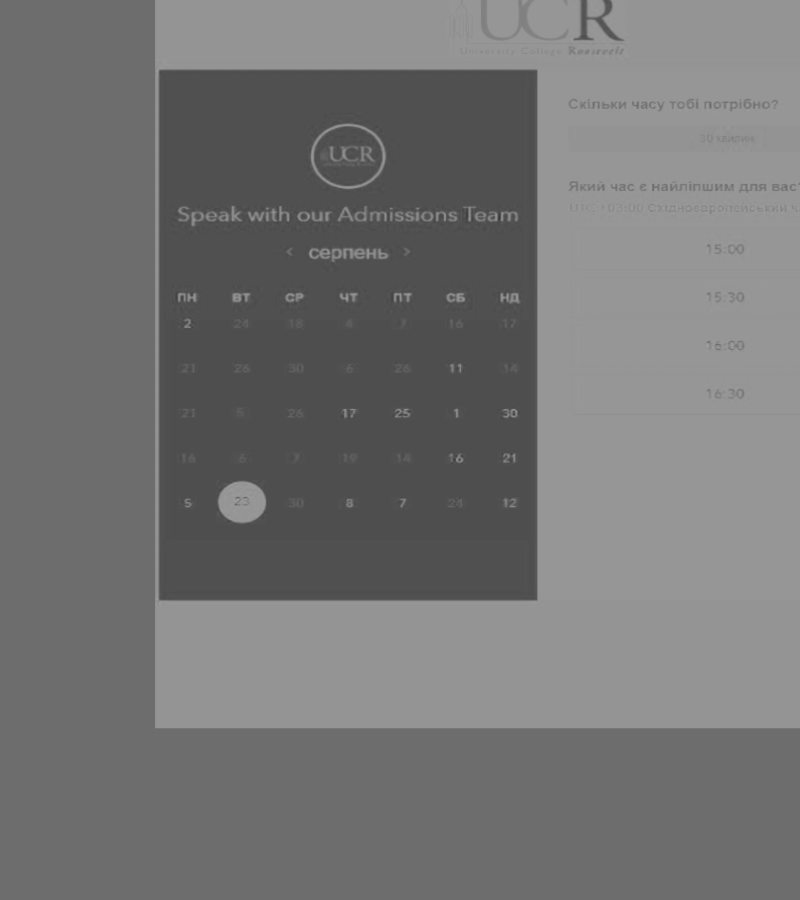 UCR
University College Roosevelt
UCR
Speak with our Admissions Team
< серпень >
ПН ВТ СР ЧТ ПТ СБ НД
2 24 18 4 7 16 17
21 26 30 6 26 11 14
21 5 26 17 25 1 30
16 6 7 19 14 16 21
5 23 30 8 7 24 12
Скільки часу тобі потрібно?
30 хвилин
Який час є найліпшим для вас?
UTC +03:00 Східноєвропейський
15:00
15:30
16:00
16:30